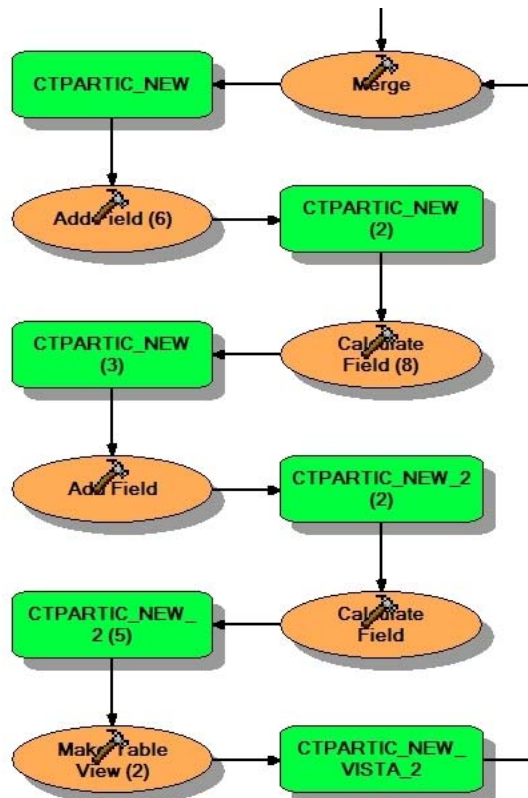 CTPARTIC_NEW
Merge
Add Field (6)
CTPARTIC_NEW
(2)
CTPARTIC_NEW
(3)
Calculate
Field (8)
Add Field
CTPARTIC_NEW_2
(2)
CTPARTIC_NEW_
2 (5)
Calculate
Field
Make Table
View (2)
CTPARTIC_NEW_
VISTA_2